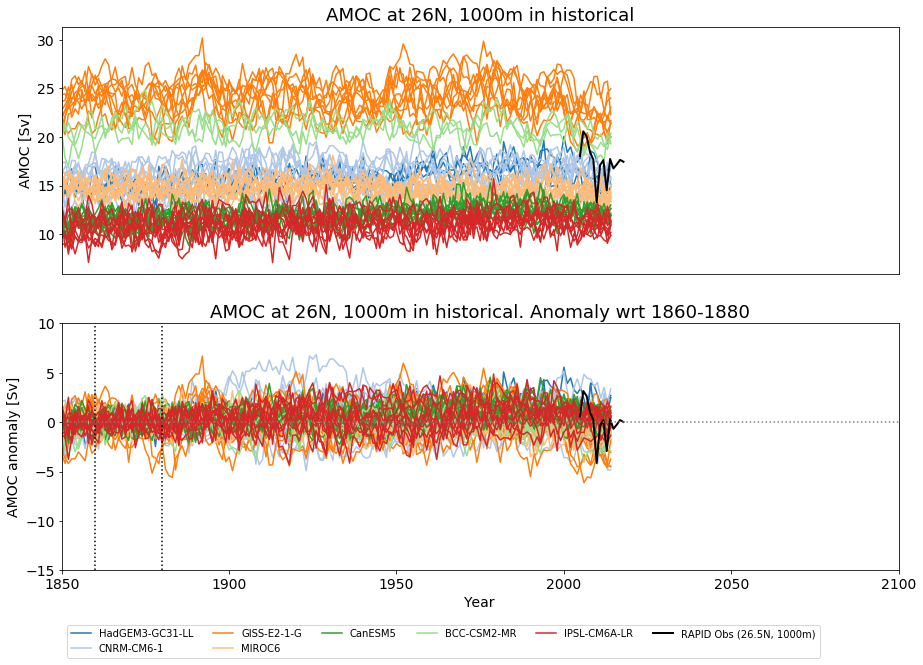 AMOC at 26N, 1000m in historical
AMOC [Sv]
30
25
20
15
10
AMOC at 26N, 1000m in historical. Anomaly wrt 1860-1880
AMOC anomaly [Sv]
10
5
0
−5
−10
−15
1850 1900 1950 2000 2050 2100
Year
HadGEM3-GC31-LL GISS-E2-1-G CanESM5 BCC-CSM2-MR IPSL-CM6A-LR RAPID Obs (26.5N, 1000m)
CNRM-CM6-1 MIROC6